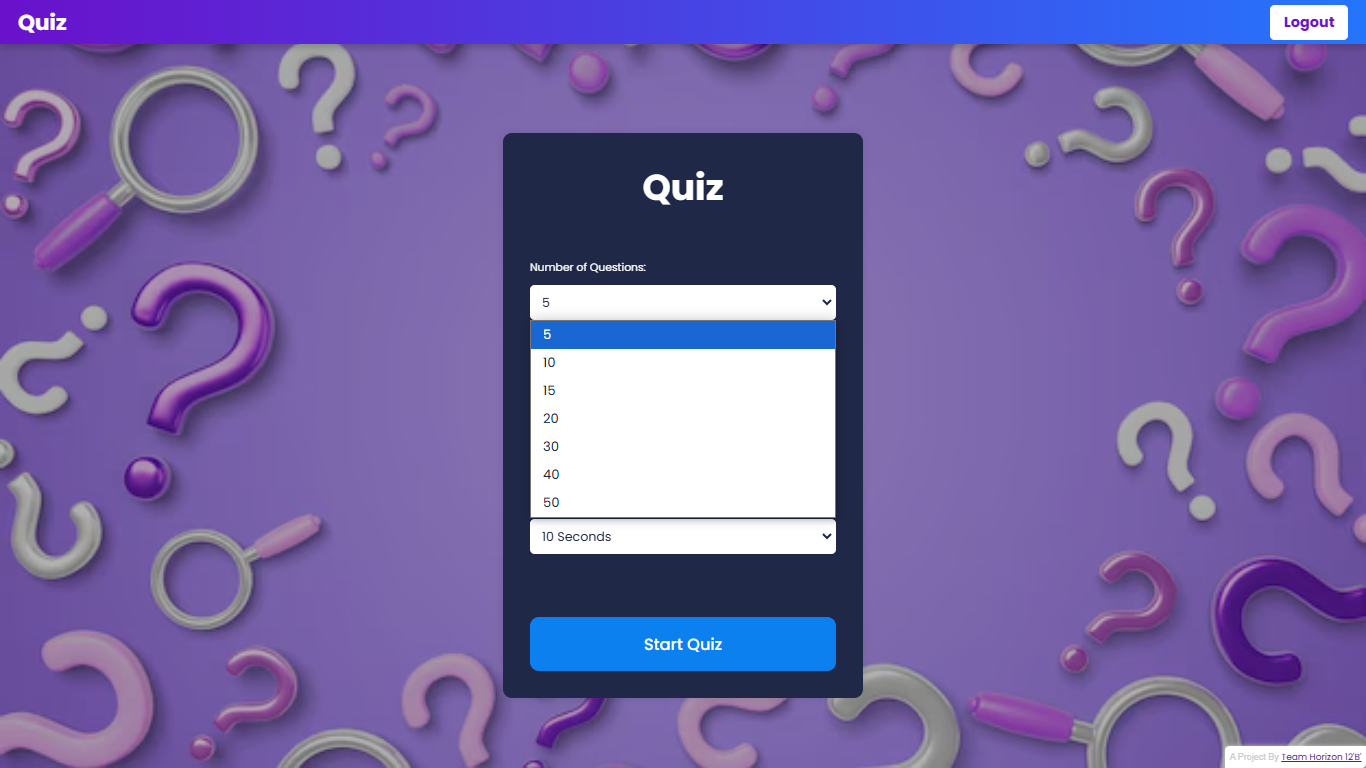 Quiz
Logout
Quiz
Number of Questions:
5
5
10
15
20
30
40
50
10 Seconds
Start Quiz
A Project By Team Horizon 12'B'